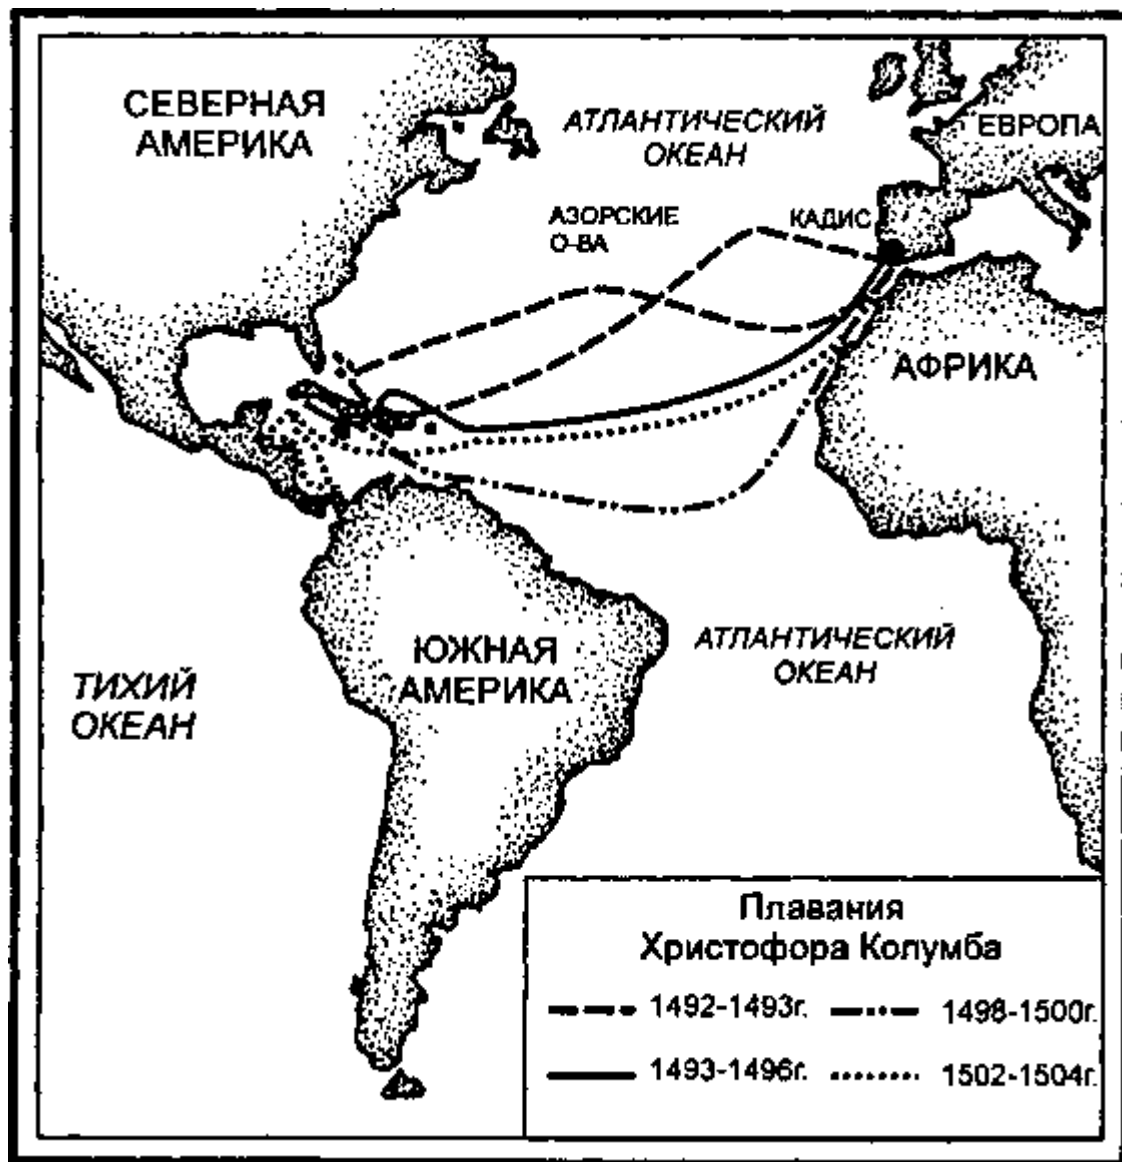 СЕВЕРНАЯ
АМЕРИКА
АТЛАНТИЧЕСКИЙ
ОКЕАН
ЕВРОПА
АЗОРСКИЕ
О-ВА
КАДИС
АФРИКА
ЮЖНАЯ
АМЕРИКА
АТЛАНТИЧЕСКИЙ
ОКЕАН
ТИХИЙ
ОКЕАН
Плавания
Христофора Колумба
1492-1493г.
1498-1500г.
1493-1496г.
1502-1504г.